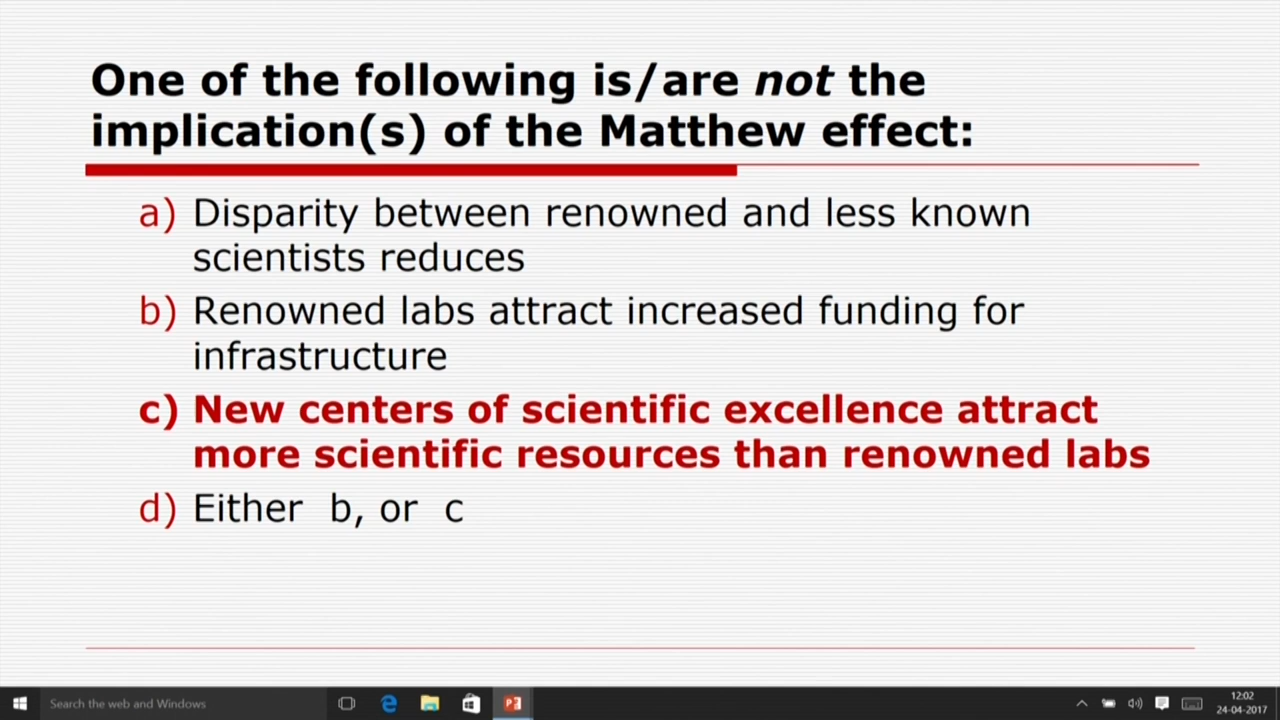 One of the following is/are not the
implication(s) of the Matthew effect:
a) Disparity between renowned and less known
scientists reduces
b) Renowned labs attract increased funding for
infrastructure
c) New centers of scientific excellence attract
more scientific resources than renowned labs
d) Either b, or c
Search the web and Windows
12:02
24-04-2017